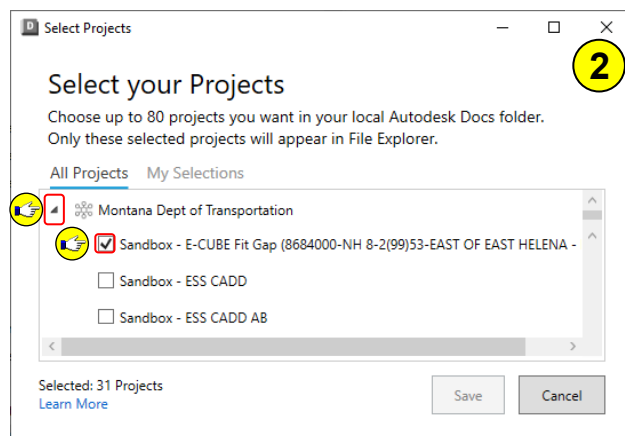 Select Projects
2
Select your Projects
Choose up to 80 projects you want in your local Autodesk Docs folder.
Only these selected projects will appear in File Explorer.
All Projects My Selections
Montana Dept of Transportation
Sandbox - E-CUBE Fit Gap (8684000-NH 8-2(99)53-EAST OF EAST HELENA -
Sandbox - ESS CADD
Sandbox - ESS CADD AB
Selected: 31 Projects
Learn More
Save Cancel